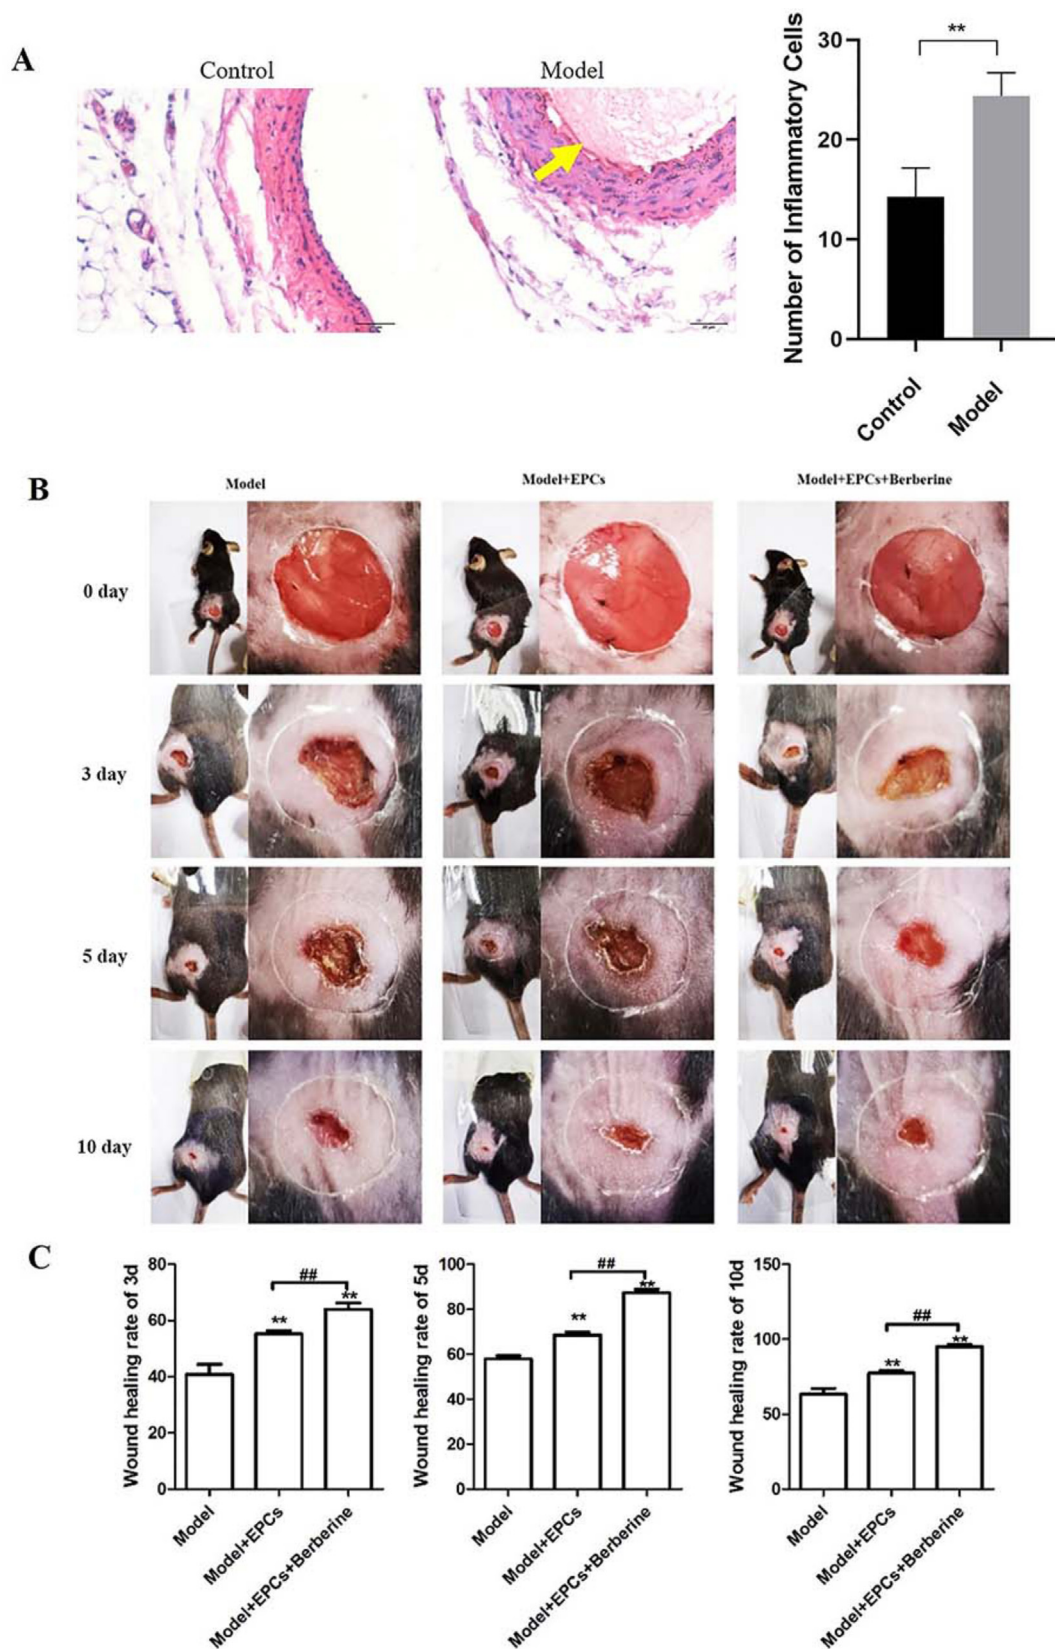 A
Control
Model
Number of Inflammatory Cells
30
20
10
0
**
Control
Model
B
Model
Model+EPCs
Model+EPCs+Berberine
0 day
3 day
5 day
10 day
C
Wound healing rate of 3d
80
60
40
20
0
**
##
**
Model
Model+EPCs
Model+EPCs+Berberine
Wound healing rate of 5d
100
80
60
40
20
0
**
##
**
Model
Model+EPCs
Model+EPCs+Berberine
Wound healing rate of 10d
150
100
50
0
**
##
**
Model
Model+EPCs
Model+EPCs+Berberine